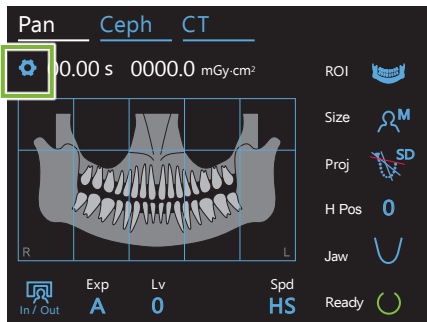 Pan Ceph CT
00.00 s 0000.0 mGy·cm²
ROI
Size M
Proj SD
H Pos 0
R L
Jaw
Exp Lv Spd
In / Out A 0 HS
Ready